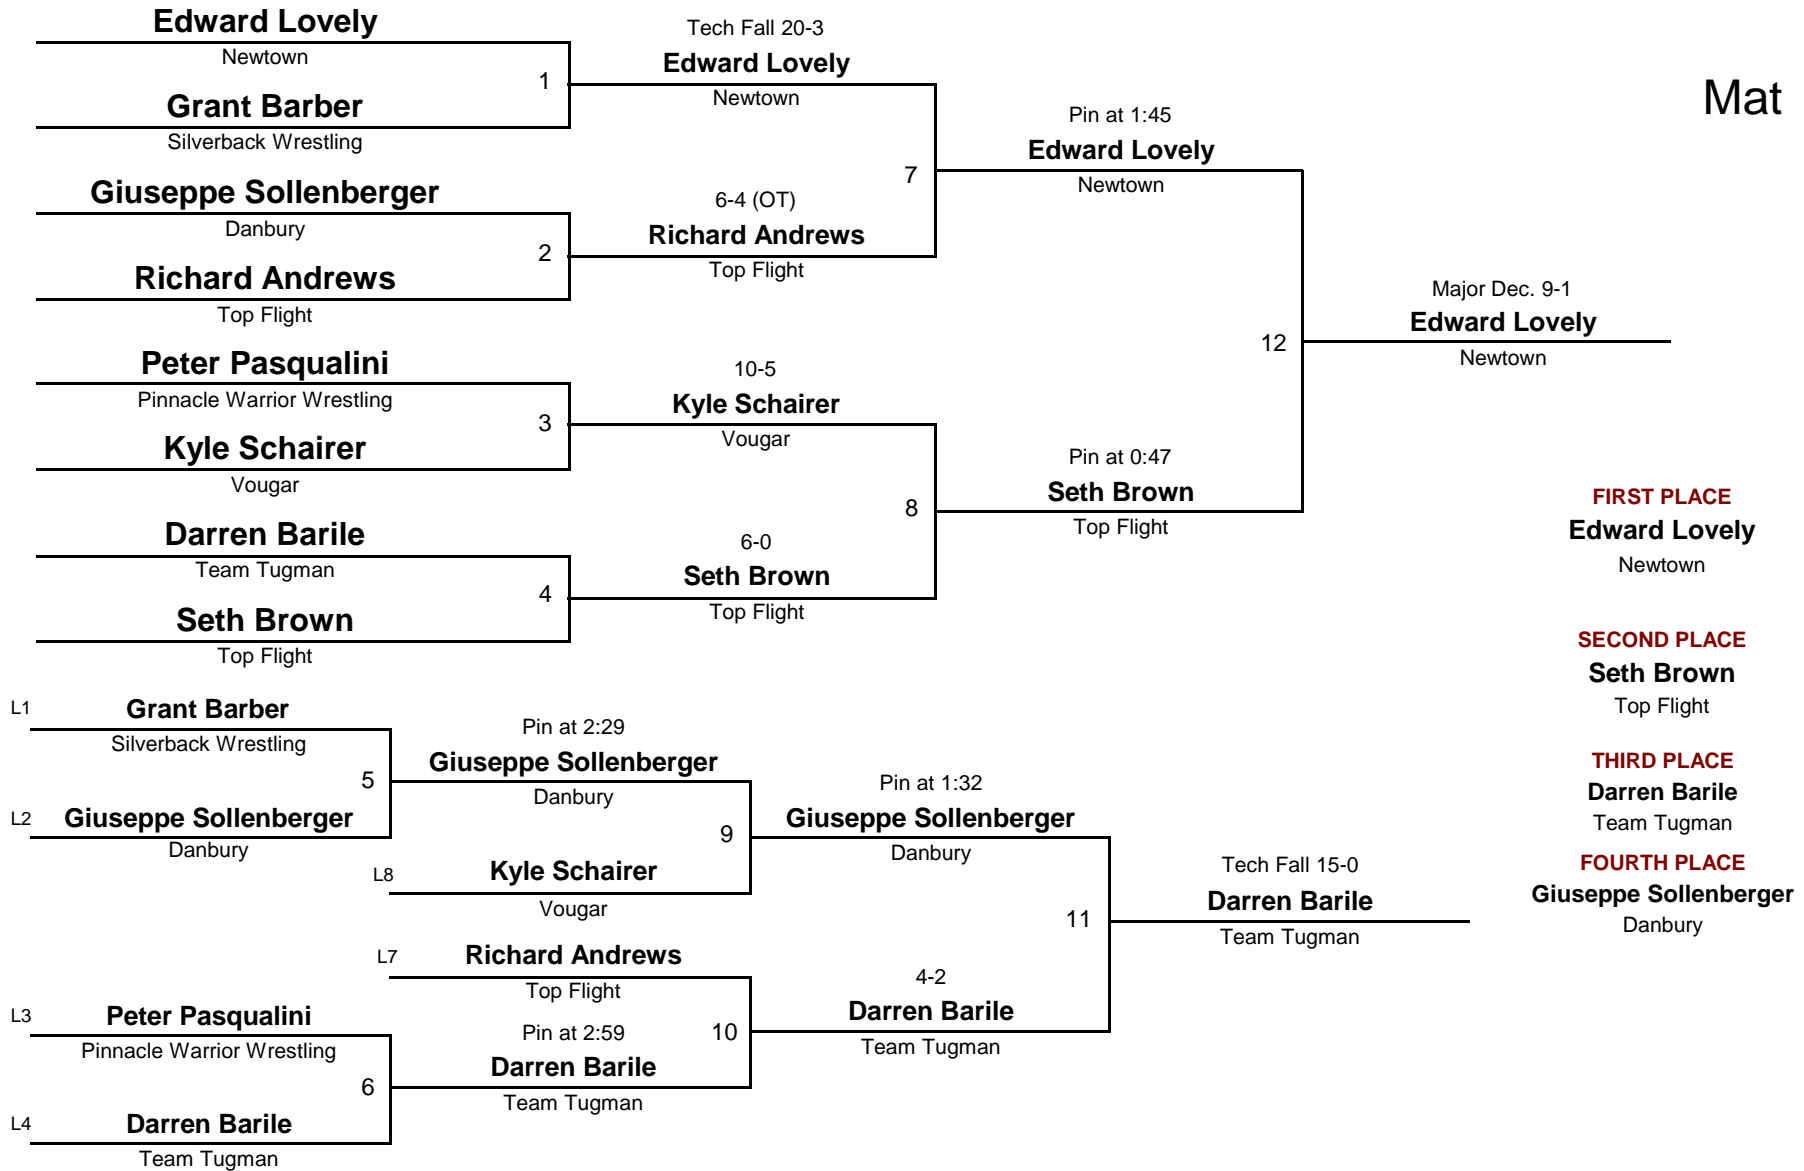 Edward Lovely
Newtown
1
Grant Barber
Silverback Wrestling
Giuseppe Sollenberger
Danbury
2
Richard Andrews
Top Flight
Peter Pasqualini
Pinnacle Warrior Wrestling
3
Kyle Schairer
Vougar
Darren Barile
Team Tugman
4
Seth Brown
Top Flight
Tech Fall 20-3
Edward Lovely
Newtown
7
6-4 (OT)
Richard Andrews
Top Flight
10-5
Kyle Schairer
Vougar
8
6-0
Seth Brown
Top Flight
Pin at 1:45
Edward Lovely
Newtown
12
Pin at 0:47
Seth Brown
Top Flight
Major Dec. 9-1
Edward Lovely
Newtown
Mat
FIRST PLACE
Edward Lovely
Newtown
SECOND PLACE
Seth Brown
Top Flight
THIRD PLACE
Darren Barile
Team Tugman
FOURTH PLACE
Giuseppe Sollenberger
Danbury
L1 Grant Barber
Silverback Wrestling
5
L2 Giuseppe Sollenberger
Danbury
L3 Peter Pasqualini
Pinnacle Warrior Wrestling
6
L4 Darren Barile
Team Tugman
Pin at 2:29
Giuseppe Sollenberger
Danbury
9
L8 Kyle Schairer
Vougar
L7 Richard Andrews
Top Flight
10
Pin at 2:59
Darren Barile
Team Tugman
Pin at 1:32
Giuseppe Sollenberger
Danbury
11
4-2
Darren Barile
Team Tugman
Tech Fall 15-0
Darren Barile
Team Tugman